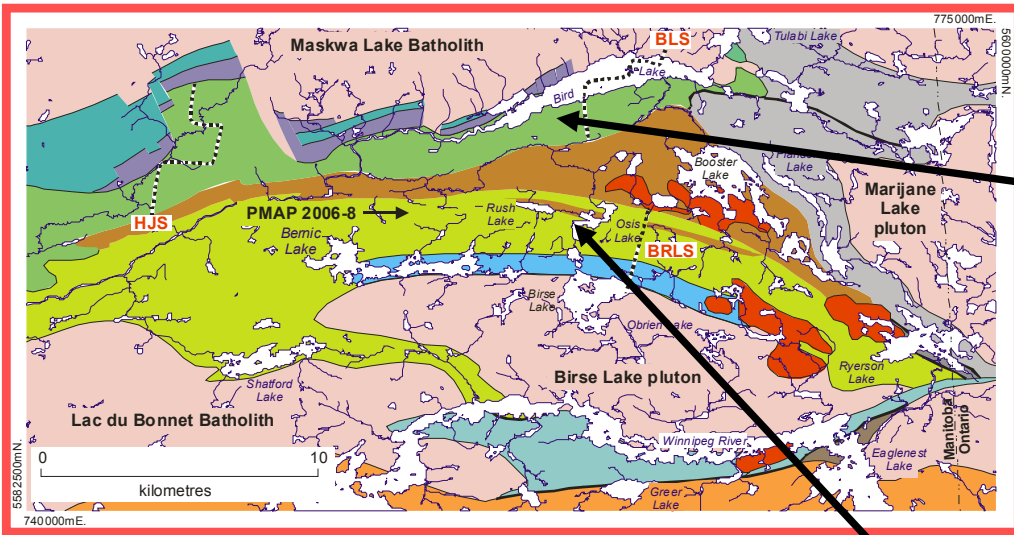 775000mE.
Maskwa Lake Batholith
BLS
Tulabi Lake
5600000mN.
Lake
Bird
Booster
Lake
Lake
Marijane
Lake
pluton
HJS
PMAP 2006-8
Rush
Lake
Bernic
Lake
Osis
Lake
BRLS
Birse
Lake
Obrien Lake
Birse Lake pluton
Ryerson
Lake
Shatford
Lake
Lac du Bonnet Batholith
Manitoba
Ontario
0 10
kilometres
Winnipeg River
Eaglenest
Lake
Greer
Lake
5582500mN.
740000mE.